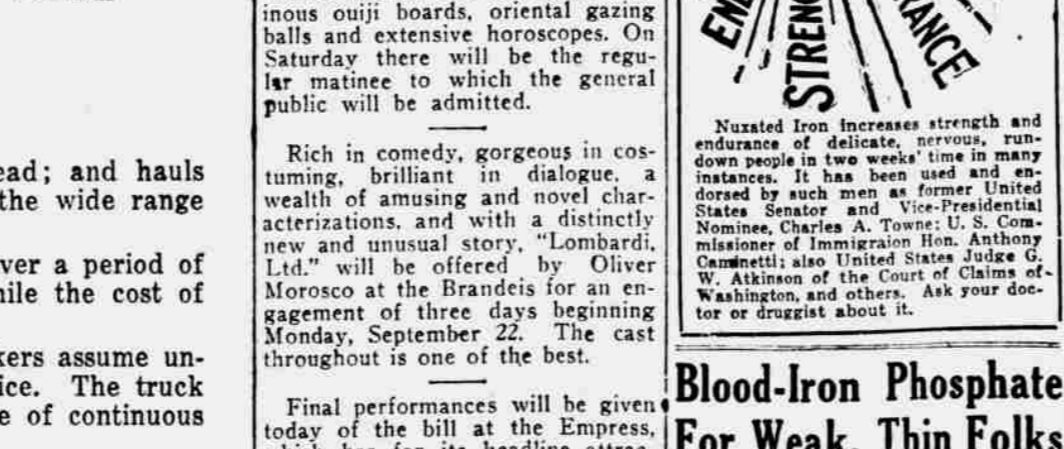 ead; and hauls
the wide range
ver a period of
hile the cost of
kers assume un-
ice. The truck
e of continuous
inous ouiji boards, oriental gazing
balls and extensive horoscopes. On
Saturday there will be the regu-
lar matinee to which the general
public will be admitted.
Rich in comedy, gorgeous in cos-
tuming, brilliant in dialogue, a
wealth of amusing and novel char-
acterizations, and with a distinctly
new and unusual story, "Lombardi,
Ltd." will be offered by Oliver
Morosco at the Brandeis for an en-
gagement of three days beginning
Monday, September 22. The cast
throughout is one of the best.
Final performances will be given
today of the bill at the Empress,
which has for its headline attrac-
STREN
RANCE
Nuxated Iron increases strength and
endurance of delicate, nervous, run-
down people in two weeks' time in many
instances. It has been used and en-
dorsed by such men as former United
States Senator and Vice-Presidential
Nominee, Charles A. Towne; U. S. Com-
missioner of Immigraion Hon. Anthony
Caminetti; also United States Judge G.
W. Atkinson of the Court of Claims of
Washington, and others. Ask your doc-
tor or druggist about it.
Blood-Iron Phosphate
For Weak, Thin Folks